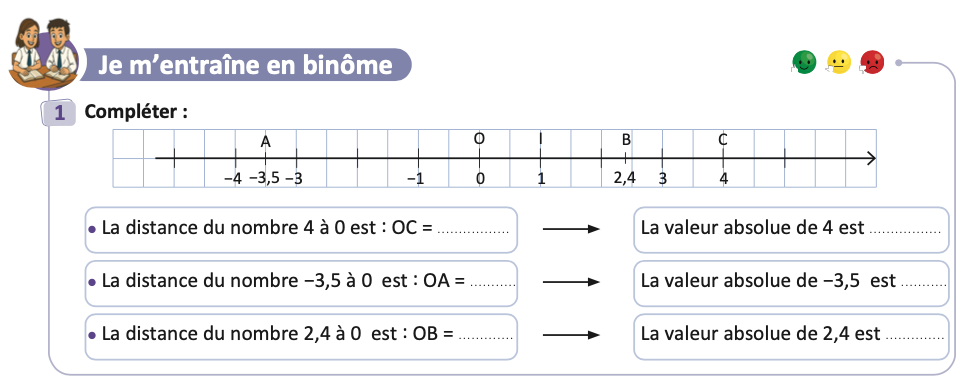 Je m'entraîne en binôme
1 Compléter :
A O I B C
−4 −3,5 −3 −1 0 1 2,4 3 4
• La distance du nombre 4 à 0 est : OC = ..................
La valeur absolue de 4 est ..................
• La distance du nombre −3,5 à 0 est : OA = ...........
La valeur absolue de −3,5 est ...........
• La distance du nombre 2,4 à 0 est : OB = .............
La valeur absolue de 2,4 est ..............